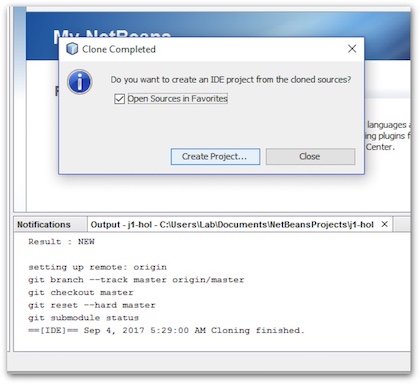 My NetBeans
Clone Completed
Do you want to create an IDE project from the cloned sources?
Open Sources in Favorites
languages a
ing plugins f
Center.
Create Project...
Close
Notifications
Output - j1-hol - C:\Users\Lab\Documents\NetBeansProjects\j1-hol
Result : NEW
setting up remote: origin
git branch --track master origin/master
git checkout master
git reset --hard master
git submodule status
==[IDE]== Sep 4, 2017 5:29:00 AM Cloning finished.